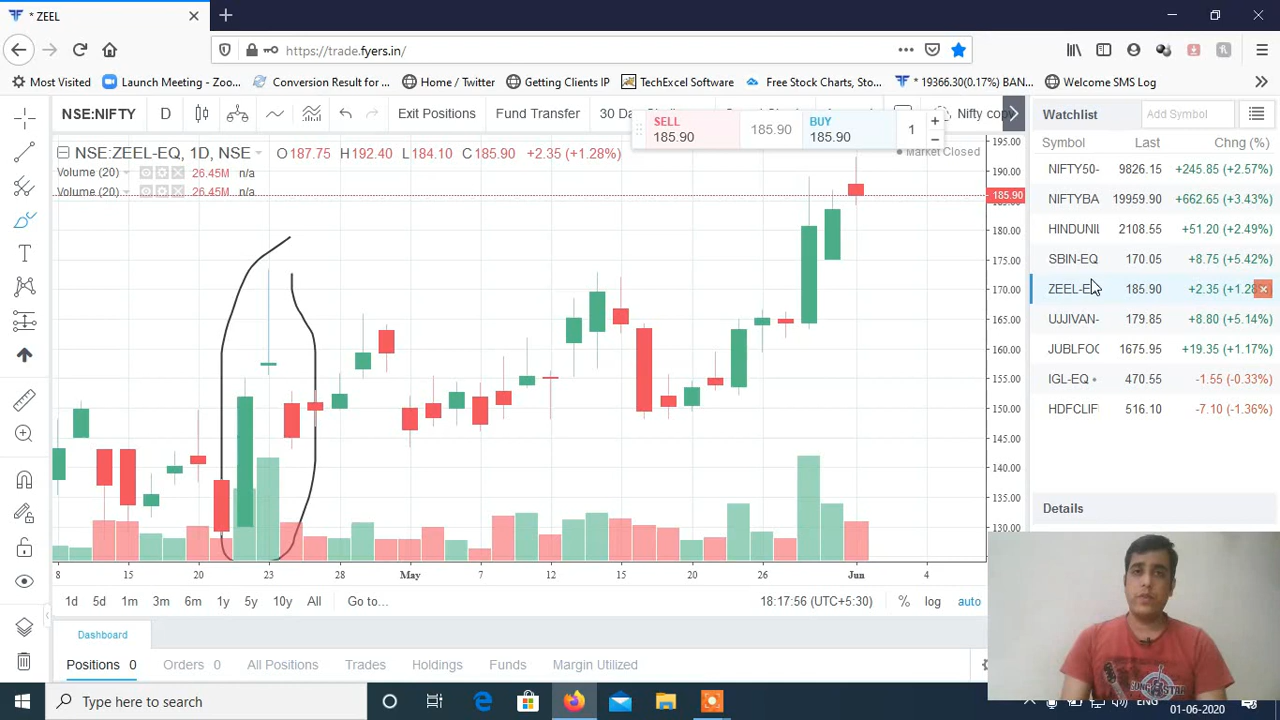 * ZEEL
https://trade.fyers.in/
Most Visited Launch Meeting - Zoo... Conversion Result for ... Home / Twitter Getting Clients IP TechExcel Software Free Stock Charts, Sto... * 19366.30(0.17%) BAN... Welcome SMS Log
NSE:NIFTY D Exit Positions Fund Transfer 30 Day Nifty cop
SELL 185.90 BUY 1
185.90 185.90
NSE:ZEEL-EQ, 1D, NSE O187.75 H192.40 L184.10 C185.90 +2.35 (+1.28%)
Market Closed
Volume (20) 26.45M n/a
Volume (20) 26.45M n/a
195.00
190.00
185.90
180.00
175.00
170.00
165.00
160.00
155.00
150.00
145.00
140.00
135.00
130.00
8 15 20 23 28 May 7 12 15 20 26 Jun 4
1d 5d 1m 3m 6m 1y 5y 10y All Go to... 18:17:56 (UTC+5:30) % log auto
Watchlist Add Symbol
Symbol Last Chng (%)
NIFTY50- 9826.15 +245.85 (+2.57%)
NIFTYBA 19959.90 +662.65 (+3.43%)
HINDUNIL 2108.55 +51.20 (+2.49%)
SBIN-EQ 170.05 +8.75 (+5.42%)
ZEEL-E 185.90 +2.35 (+1.28
UJJIVAN- 179.85 +8.80 (+5.14%)
JUBLFOO 1675.95 +19.35 (+1.17%)
IGL-EQ 470.55 -1.55 (-0.33%)
HDFCLIF 516.10 -7.10 (-1.36%)
Details
Dashboard
Positions 0 Orders 0 All Positions Trades Holdings Funds Margin Utilized
Type here to search
ENG 01-06-2020